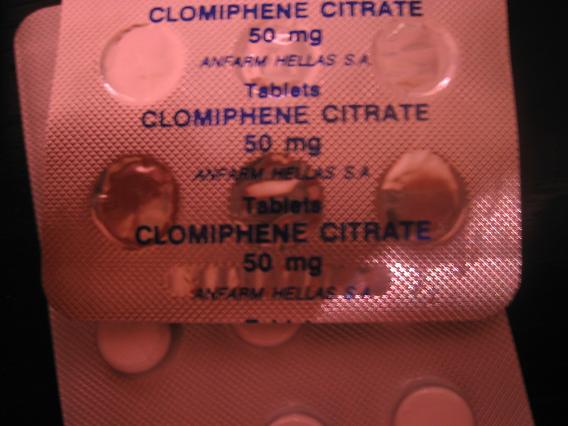 CLOMIPHENE CITRATE
50 mg
ANFARM HELLAS S.A.
Tablets
CLOMIPHENE CITRATE
50 mg
ANFARM HELLAS S.A.
Tablets
CLOMIPHENE CITRATE
50 mg
ANFARM HELLAS S.A.